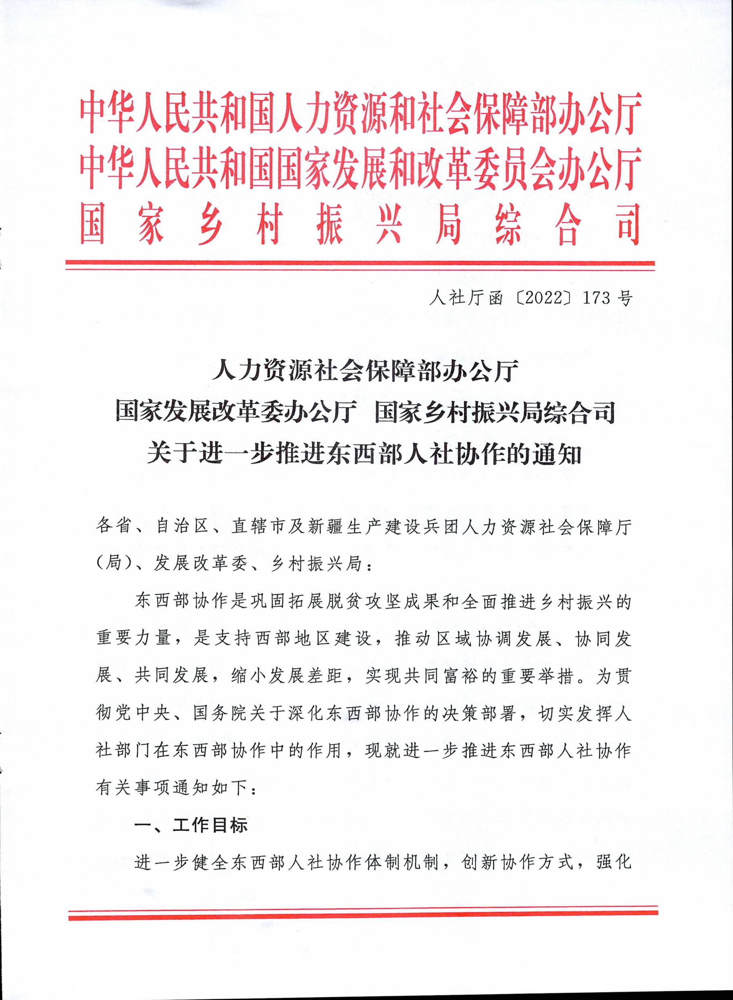 中华人民共和国人力资源和社会保障部办公厅
中华人民共和国国家发展和改革委员会办公厅
国家乡村振兴局综合司
人社厅函〔2022〕173号
人力资源社会保障部办公厅
国家发展改革委办公厅 国家乡村振兴局综合司
关于进一步推进东西部人社协作的通知
各省、自治区、直辖市及新疆生产建设兵团人力资源社会保障厅
（局）、发展改革委、乡村振兴局：
东西部协作是巩固拓展脱贫攻坚成果和全面推进乡村振兴的
重要力量，是支持西部地区建设，推动区域协调发展、协同发
展、共同发展，缩小发展差距，实现共同富裕的重要举措。为贯
彻党中央、国务院关于深化东西部协作的决策部署，切实发挥人
社部门在东西部协作中的作用，现就进一步推进东西部人社协作
有关事项通知如下：
一、工作目标
进一步健全东西部人社协作体制机制，创新协作方式，强化